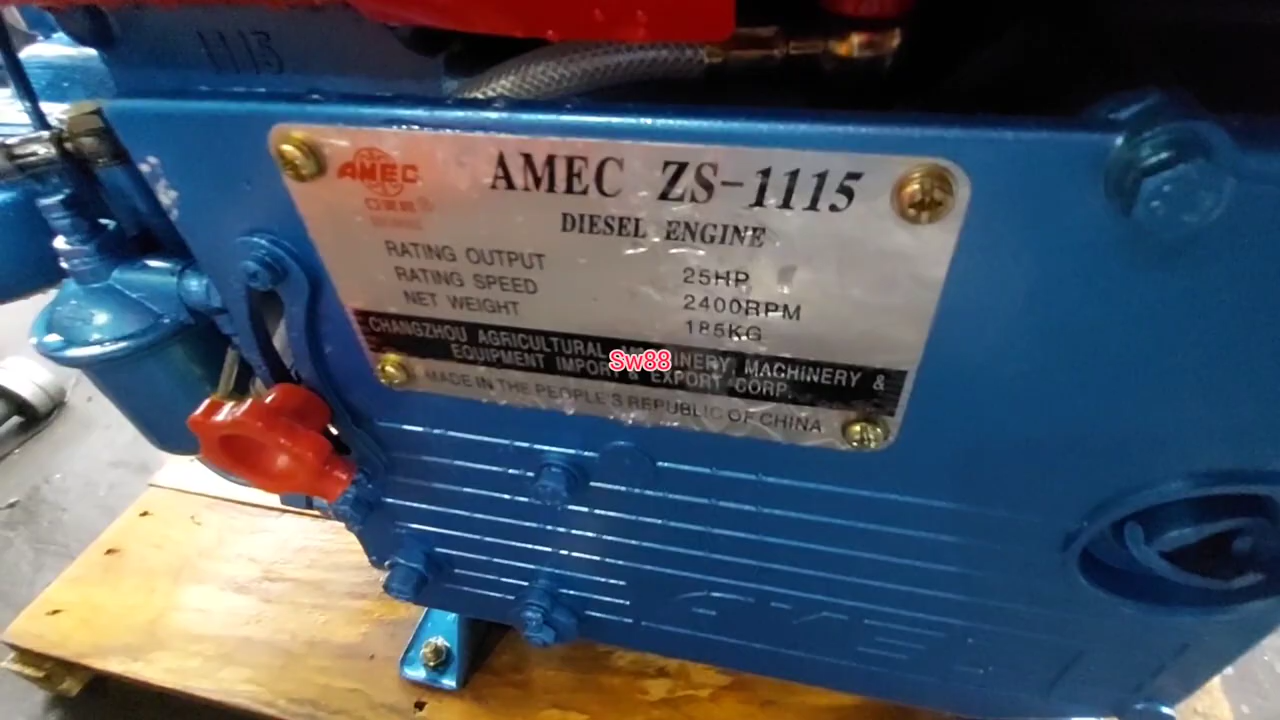 1115
AMEC
AMEC ZS-1115
DIESEL ENGINE
RATING OUTPUT 25HP
RATING SPEED 2400RPM
NET WEIGHT 185KG
CHANGZHOU AGRICULTURAL MACHINERY, MACHINERY &
EQUIPMENT IMPORT & EXPORT CORP.
Sw88
MADE IN THE PEOPLE'S REPUBLIC OF CHINA